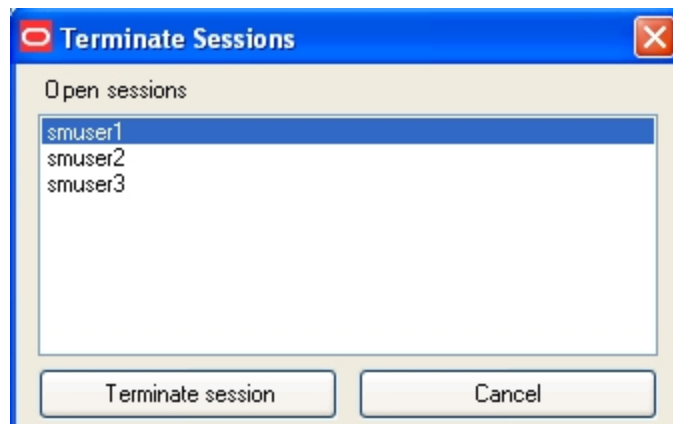 Terminate Sessions
Open sessions
smuser1
smuser2
smuser3
Terminate session
Cancel